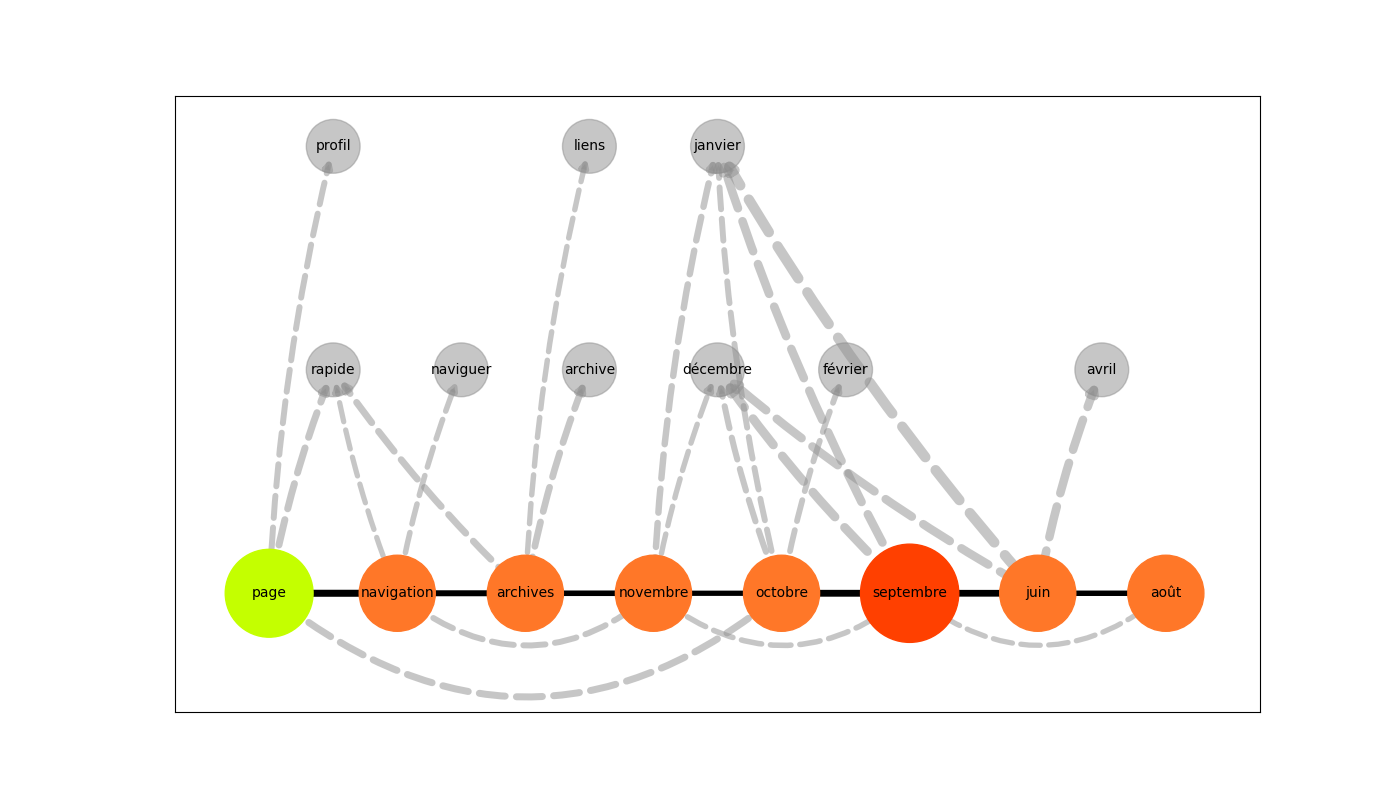 profil liens janvier
rapide naviguer archive décembre février avril
page navigation archives novembre octobre septembre juin août